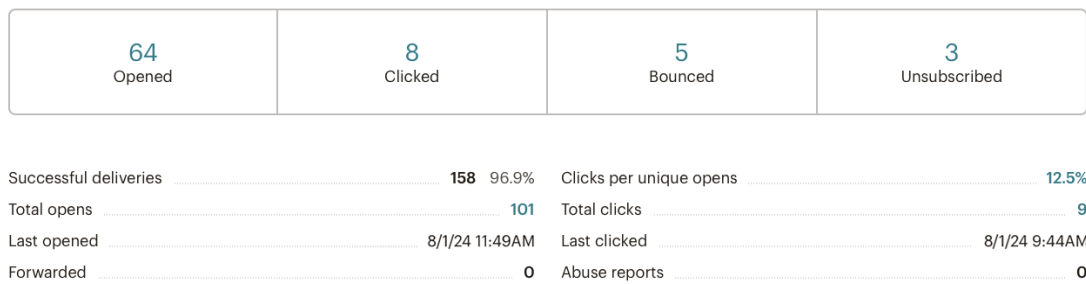 64 8 5 3
Opened Clicked Bounced Unsubscribed
Successful deliveries 158 96.9% Clicks per unique opens 12.5%
Total opens 101 Total clicks 9
Last opened 8/1/24 11:49AM Last clicked 8/1/24 9:44AM
Forwarded 0 Abuse reports 0